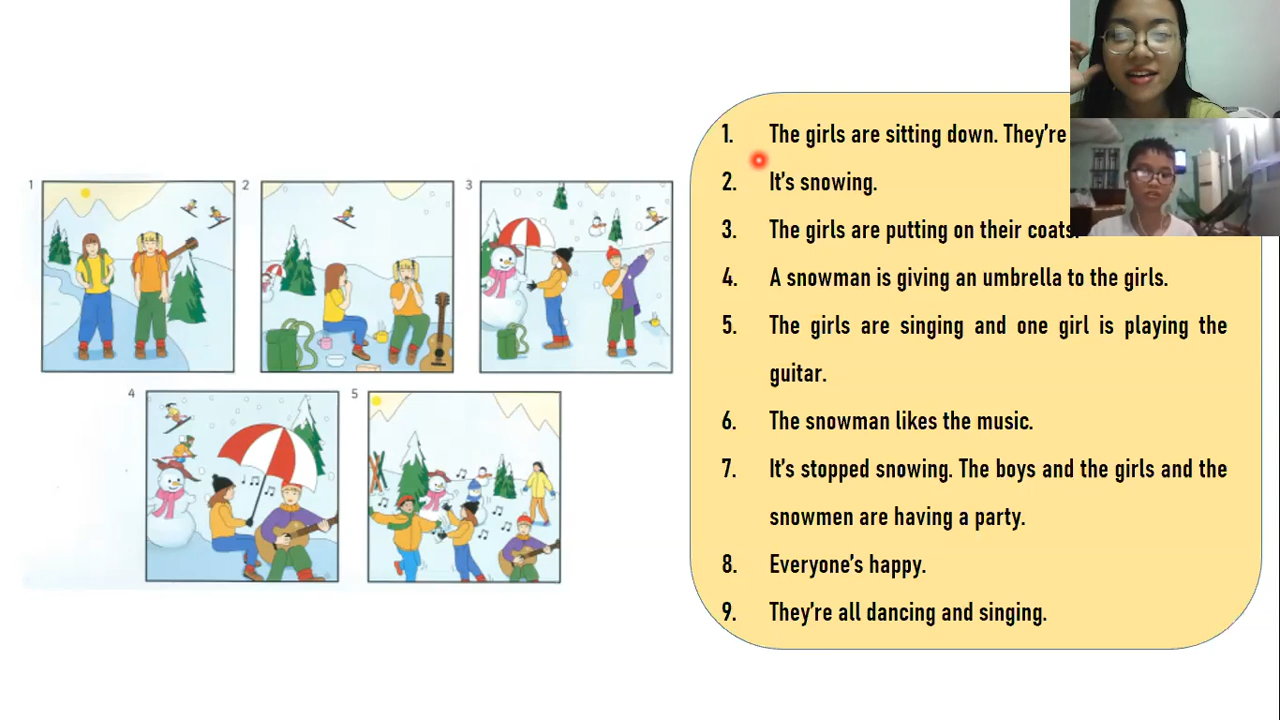 1
2
3
4
5
1. The girls are sitting down. They're
2. It's snowing.
3. The girls are putting on their coats.
4. A snowman is giving an umbrella to the girls.
5. The girls are singing and one girl is playing the
guitar.
6. The snowman likes the music.
7. It's stopped snowing. The boys and the girls and the
snowmen are having a party.
8. Everyone's happy.
9. They're all dancing and singing.